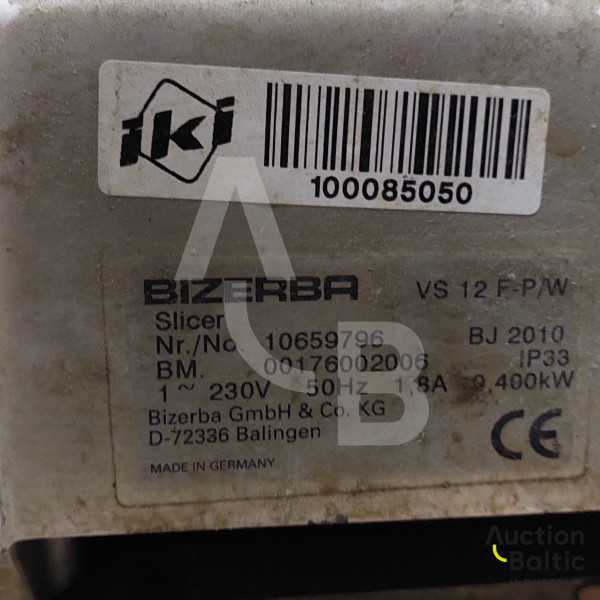 iki
100085050
BIZERBA VS 12 F-P/W
Slicer
Nr./No. 10659796 BJ 2010
BM. 00176002006 IP33
1 ~ 230V 50Hz 1,8A 0,400kW
Bizerba GmbH & Co. KG
D-72336 Balingen
CE
MADE IN GERMANY
AB
Auction
Baltic